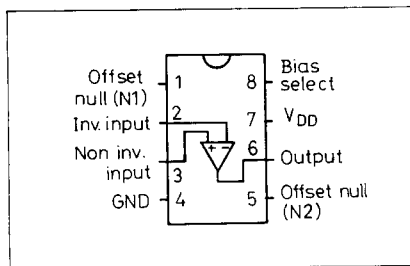 Offset
null (N1)
1
Inv. input
2
Non inv.
input
3
GND
4
+ -
8
Bias
select
7
VDD
6
Output
5
Offset null
(N2)